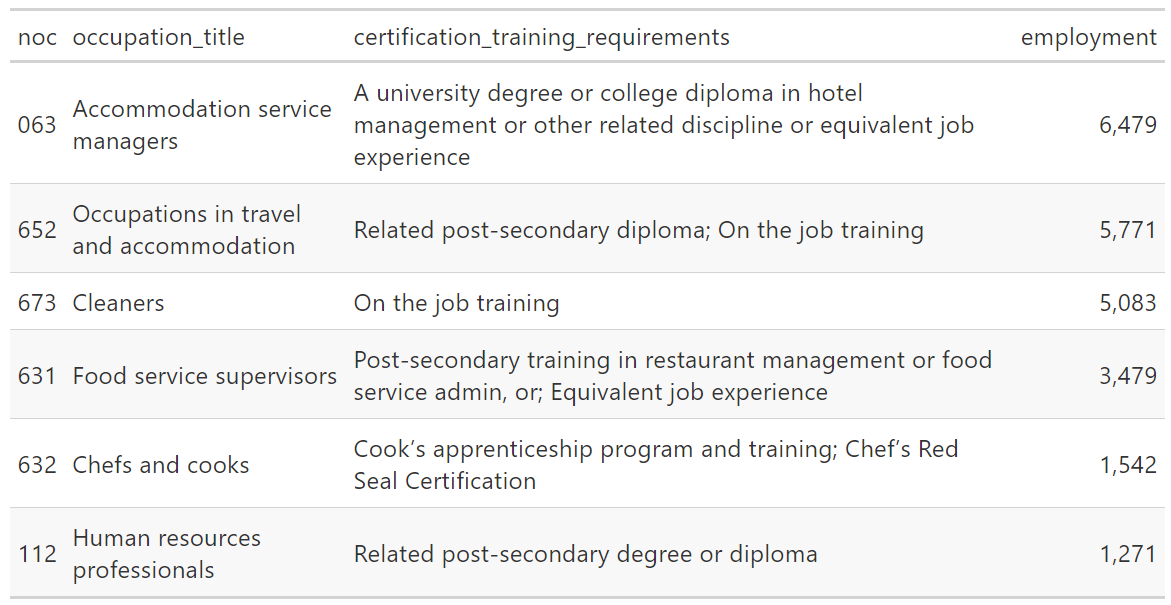 noc occupation_title certification_training_requirements employment
063 Accommodation service managers A university degree or college diploma in hotel management or other related discipline or equivalent job experience 6,479
652 Occupations in travel and accommodation Related post-secondary diploma; On the job training 5,771
673 Cleaners On the job training 5,083
631 Food service supervisors Post-secondary training in restaurant management or food service admin, or; Equivalent job experience 3,479
632 Chefs and cooks Cook’s apprenticeship program and training; Chef’s Red Seal Certification 1,542
112 Human resources professionals Related post-secondary degree or diploma 1,271